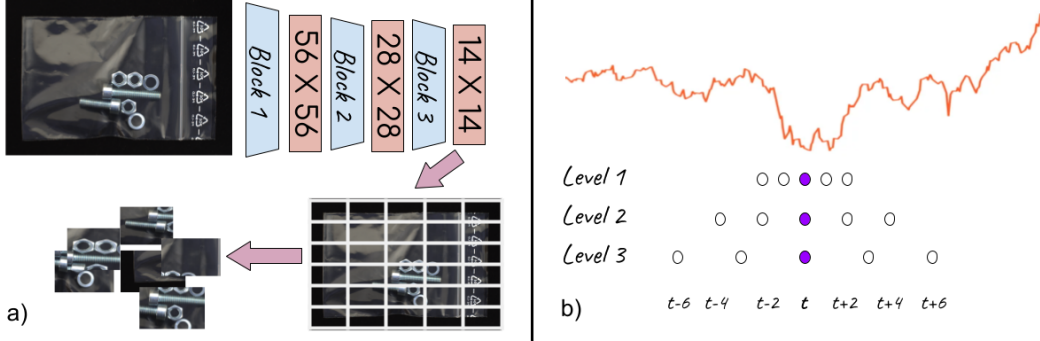 Block 1
56 X 56
Block 2
28 X 28
Block 3
14 X 14
a)
Level 1
Level 2
Level 3
t-6 t-4 t-2 t t+2 t+4 t+6
b)